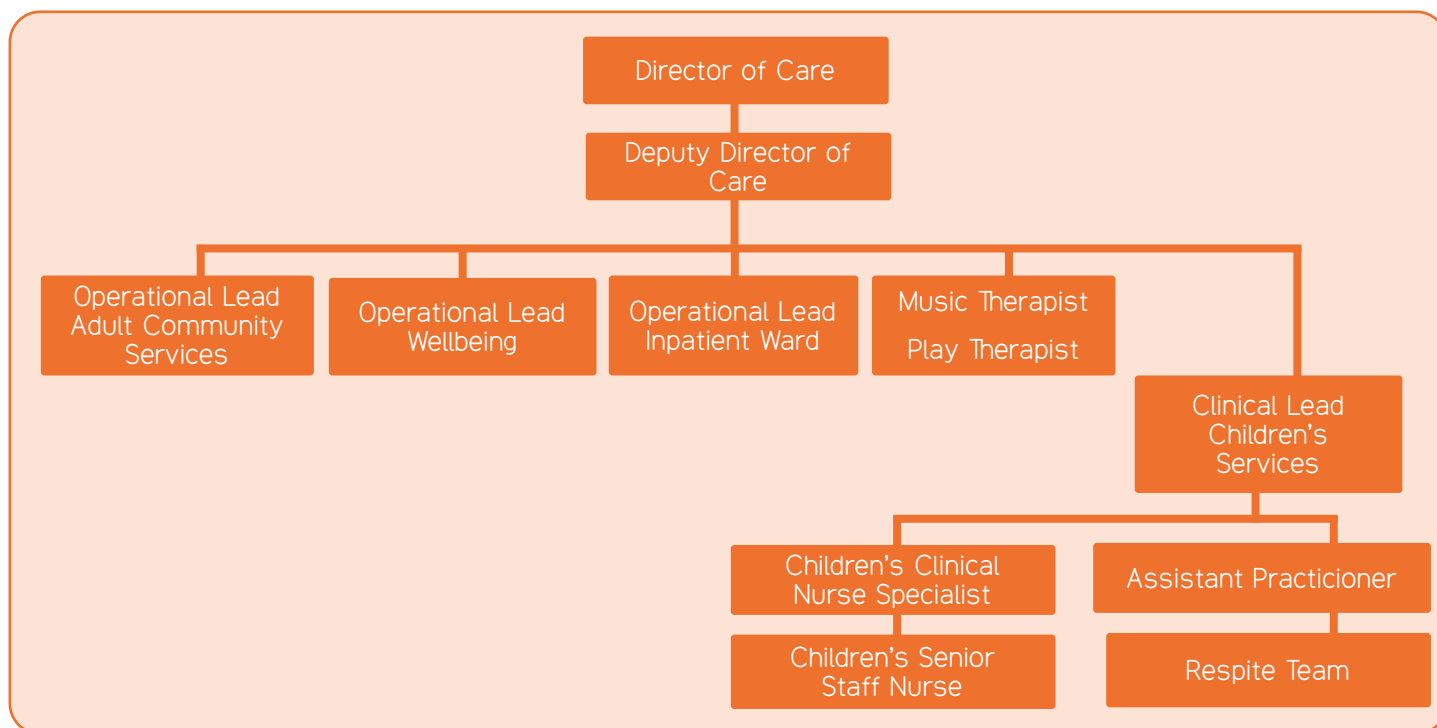 Director of Care
Deputy Director of
Care
Operational Lead
Adult Community
Services
Operational Lead
Wellbeing
Operational Lead
Inpatient Ward
Music Therapist
Play Therapist
Clinical Lead
Children's
Services
Children's Clinical
Nurse Specialist
Assistant Practicioner
Children's Senior
Staff Nurse
Respite Team